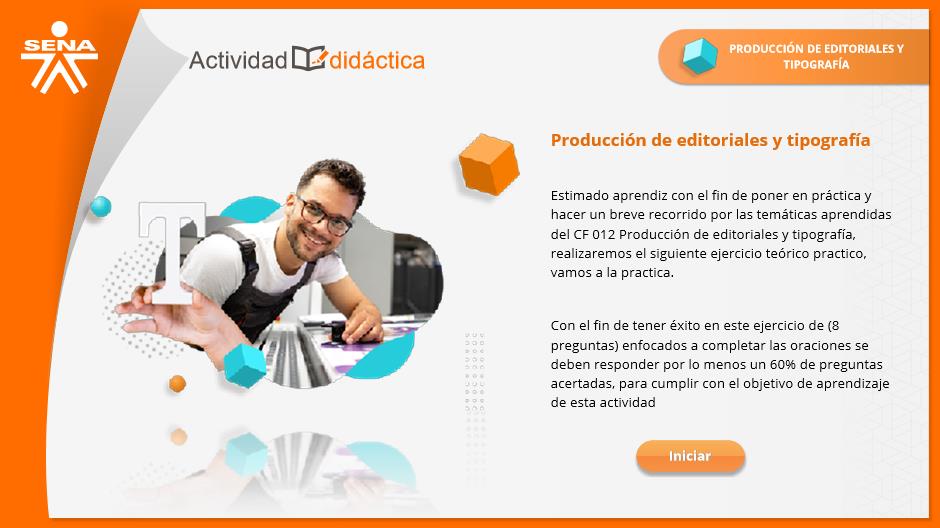 SENA
Actividad didáctica
PRODUCCIÓN DE EDITORIALES Y
TIPOGRAFÍA
T
Producción de editoriales y tipografía
Estimado aprendiz con el fin de poner en práctica y
hacer un breve recorrido por las temáticas aprendidas
del CF 012 Producción de editoriales y tipografía,
realizaremos el siguiente ejercicio teórico practico,
vamos a la practica.
Con el fin de tener éxito en este ejercicio de (8
preguntas) enfocados a completar las oraciones se
deben responder por lo menos un 60% de preguntas
acertadas, para cumplir con el objetivo de aprendizaje
de esta actividad
Iniciar